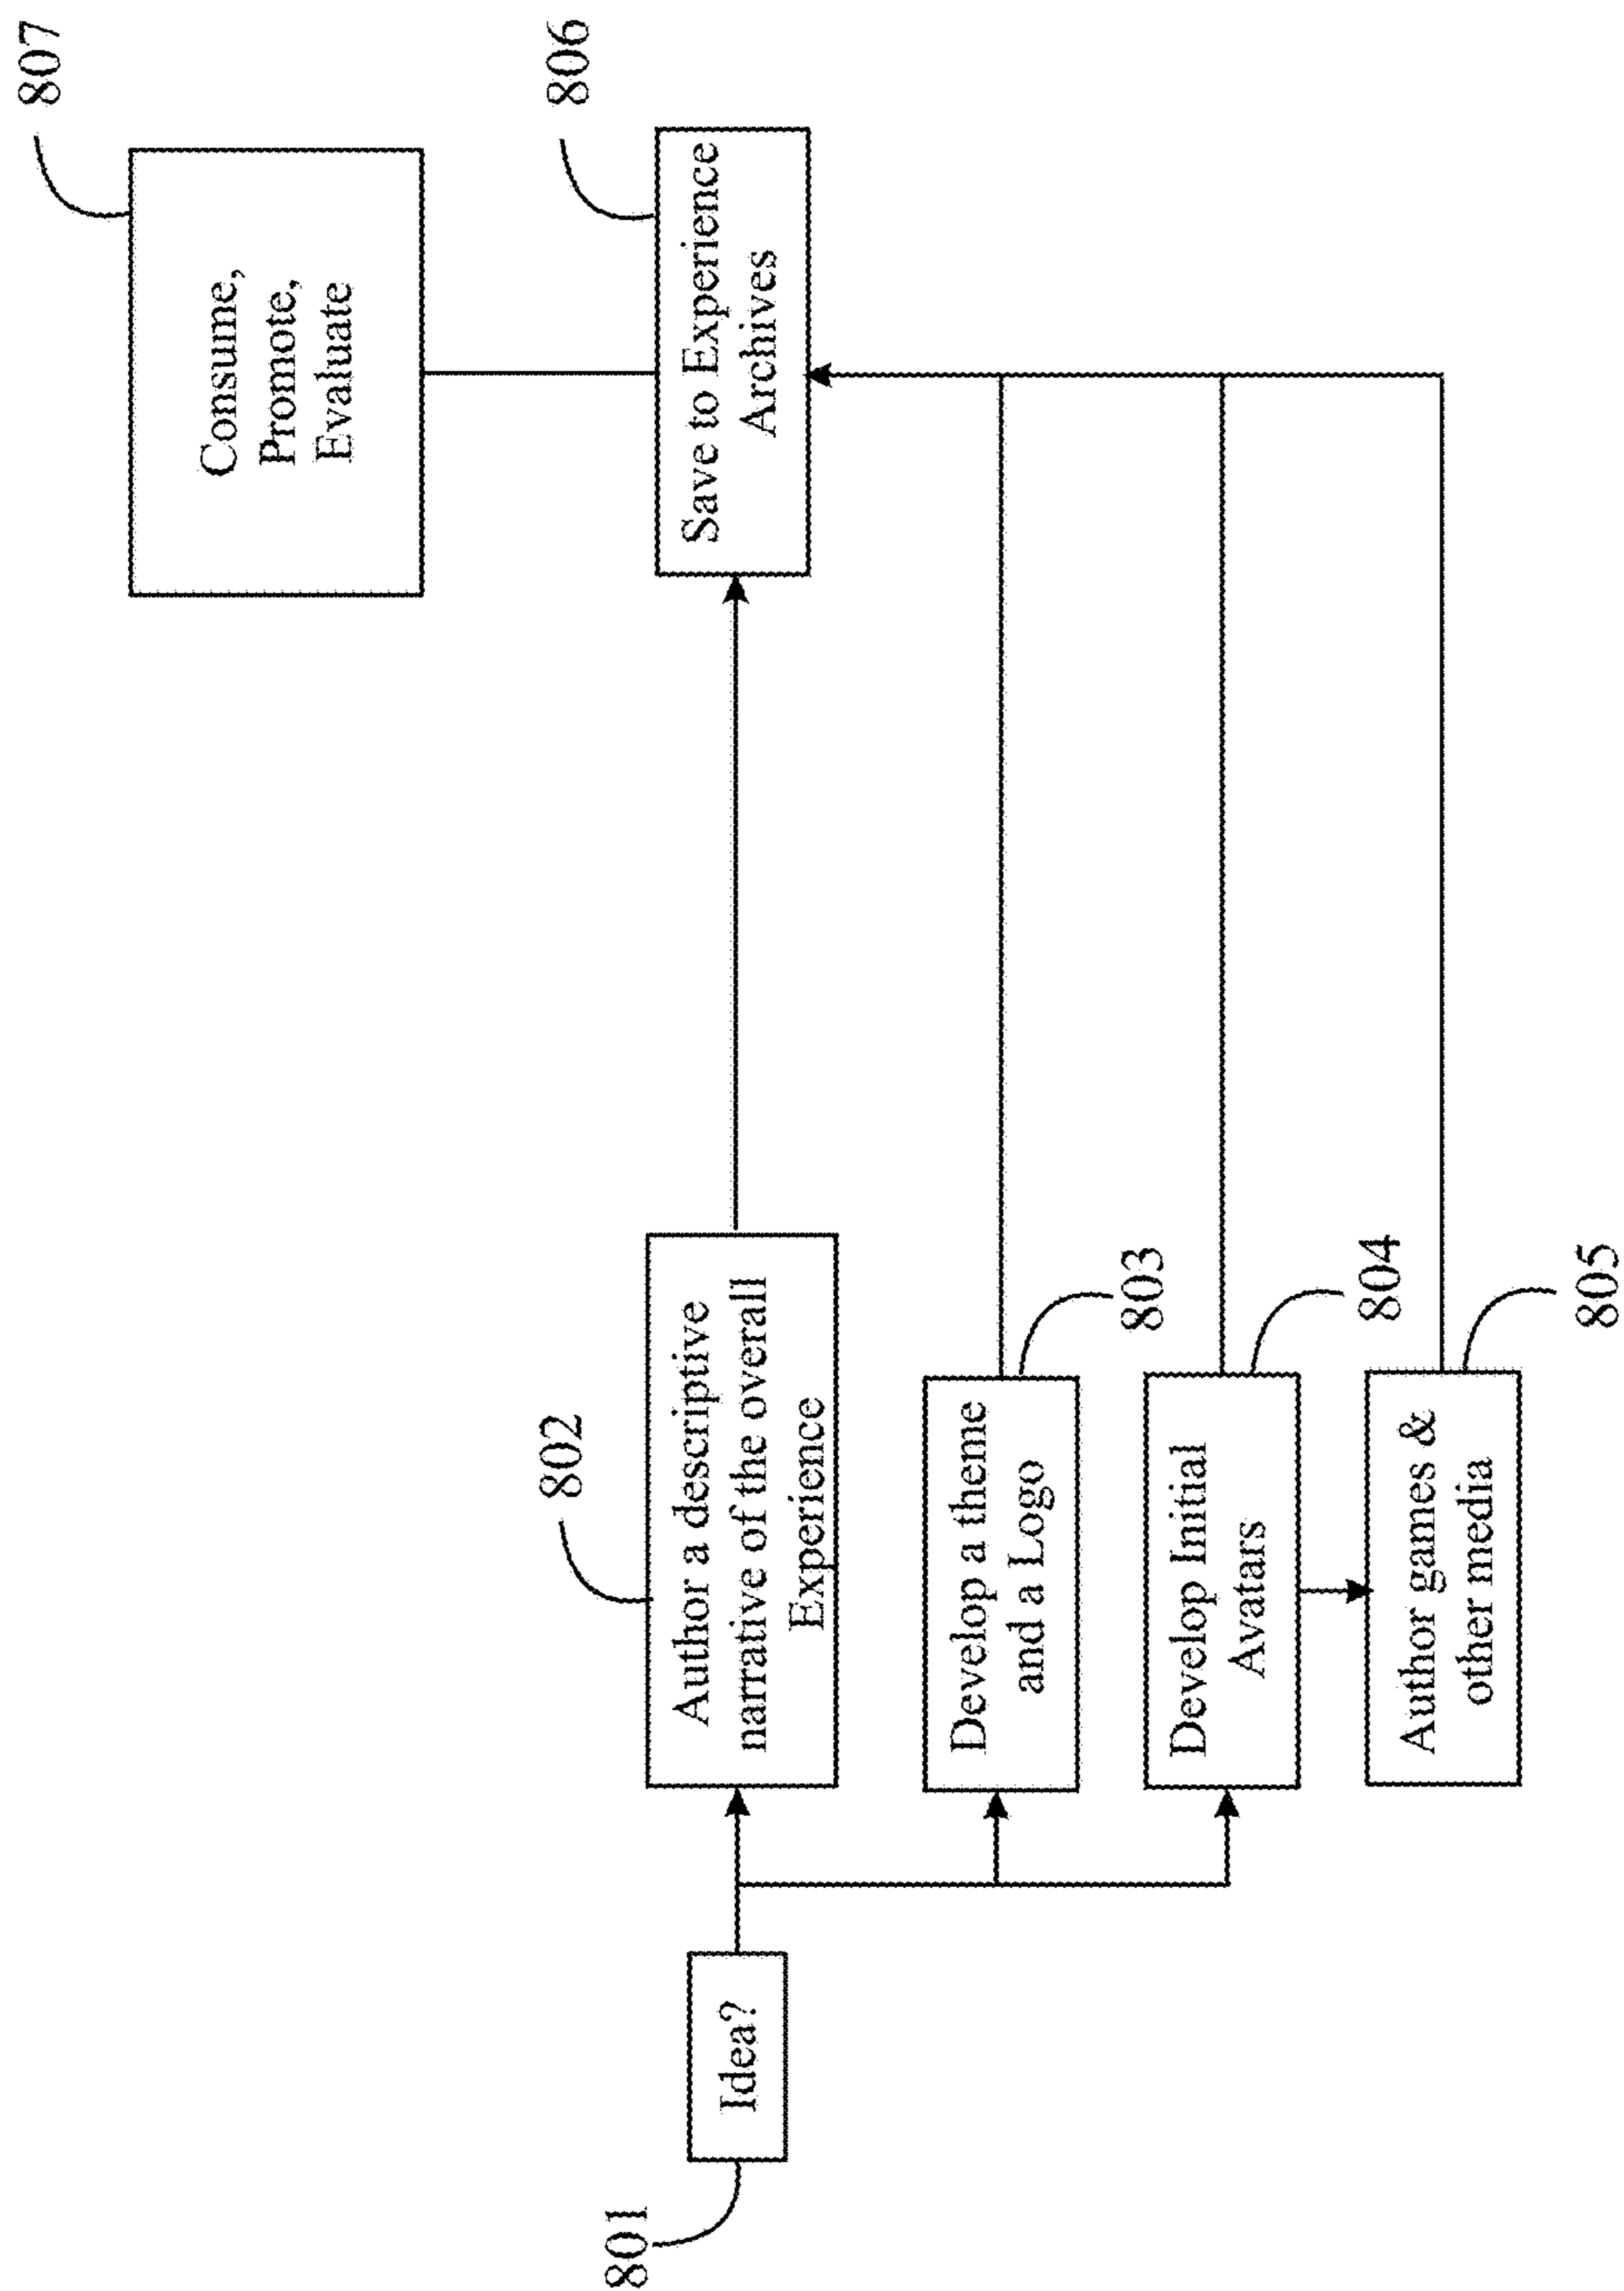 807
Consume,
Promote,
Evaluate
806
Save to Experience
Archives
802
Author a descriptive
narrative of the overall
Experience
801
Idea?
803
Develop a theme
and a Logo
804
Develop Initial
Avatars
805
Author games &
other media